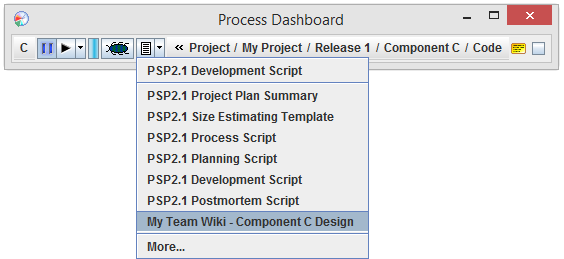 Process Dashboard
C « Project / My Project / Release 1 / Component C / Code
PSP2.1 Development Script
PSP2.1 Project Plan Summary
PSP2.1 Size Estimating Template
PSP2.1 Process Script
PSP2.1 Planning Script
PSP2.1 Development Script
PSP2.1 Postmortem Script
My Team Wiki - Component C Design
More...